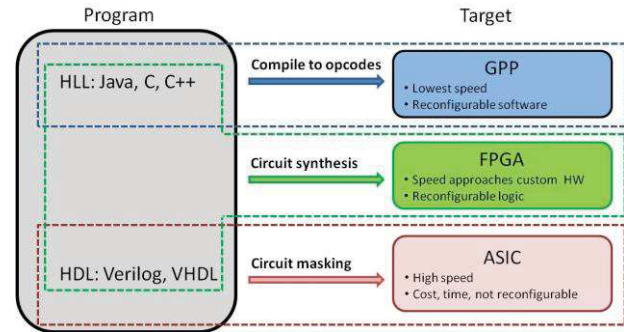 Program
Target
HLL: Java, C, C++
Compile to opcodes
GPP
• Lowest speed
• Reconfigurable software
Circuit synthesis
FPGA
• Speed approaches custom HW
• Reconfigurable logic
HDL: Verilog, VHDL
Circuit masking
ASIC
• High speed
• Cost, time, not reconfigurable